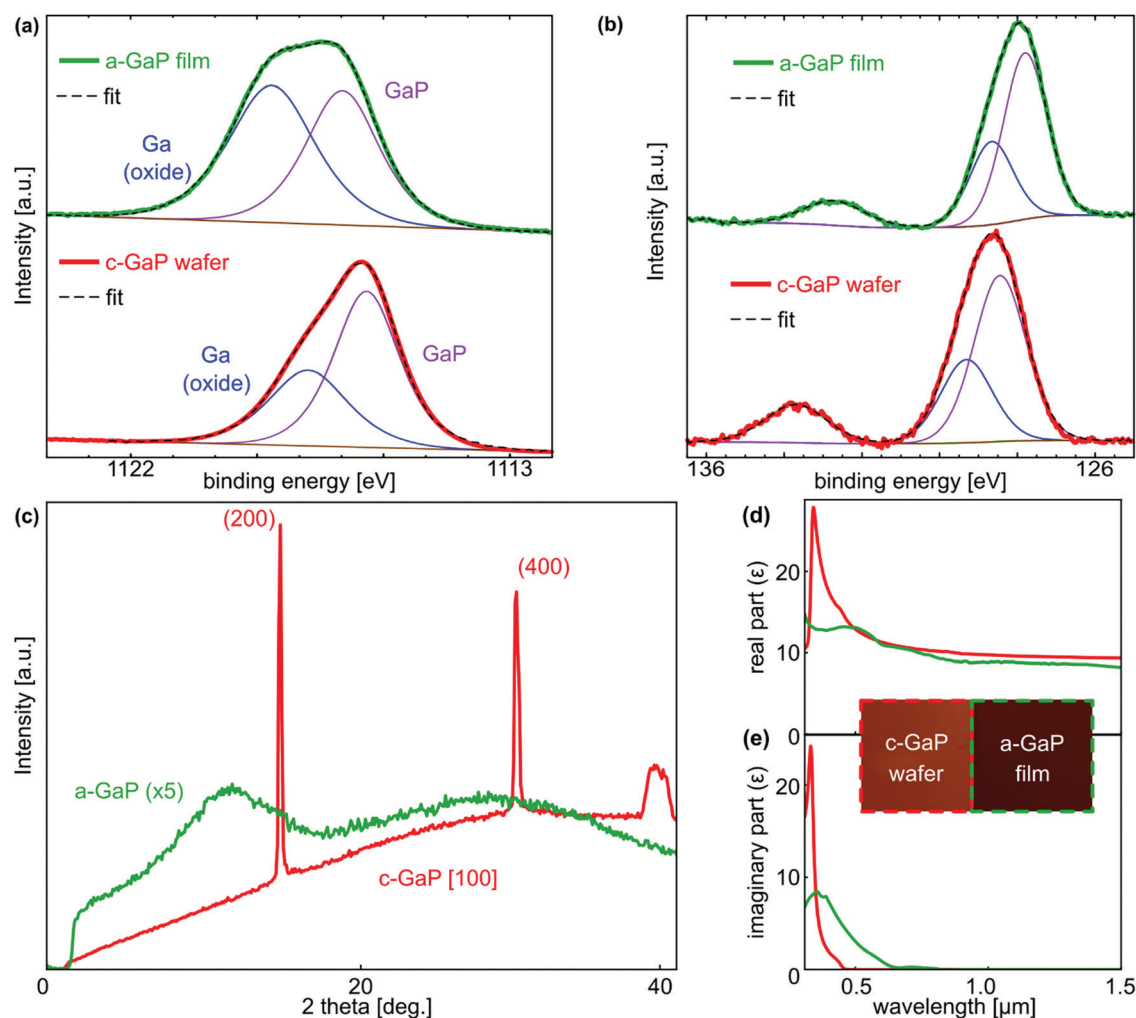 (a)
a-GaP film
fit
GaP
Ga
(oxide)
Intensity [a.u.]
c-GaP wafer
fit
Ga
(oxide)
GaP
1122
1113
binding energy [eV]
(b)
a-GaP film
fit
Intensity [a.u.]
c-GaP wafer
fit
136
126
binding energy [eV]
(c)
(200)
(400)
Intensity [a.u.]
a-GaP (x5)
c-GaP [100]
0
20
40
2 theta [deg.]
(d)
real part (ε)
20
10
0
(e)
c-GaP
wafer
a-GaP
film
imaginary part (ε)
20
10
0
0.5
1.0
1.5
wavelength [μm]